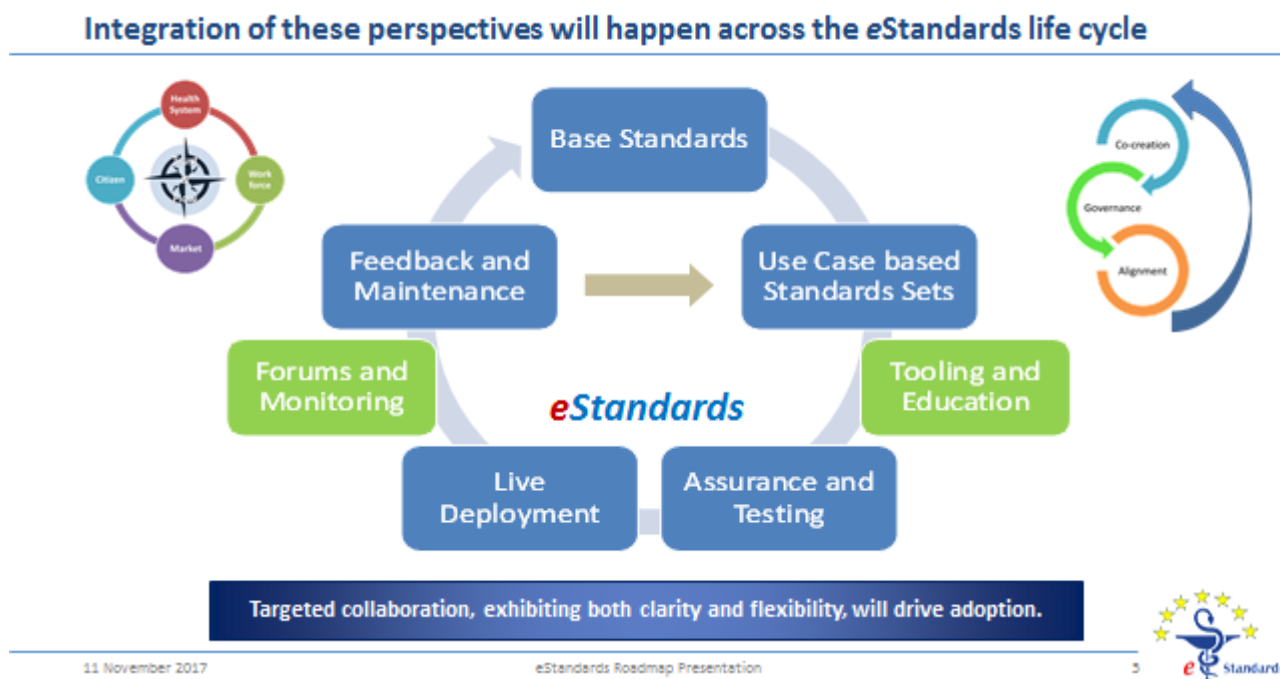 Integration of these perspectives will happen across the eStandards life cycle
Health
System
Citizen
Work
force
Market
Base Standards
Co-creation
Governance
Alignment
Feedback and
Maintenance
Use Case based
Standards Sets
Forums and
Monitoring
eStandards
Tooling and
Education
Live
Deployment
Assurance and
Testing
Targeted collaboration, exhibiting both clarity and flexibility, will drive adoption.
11 November 2017
eStandards Roadmap Presentation
e Standards